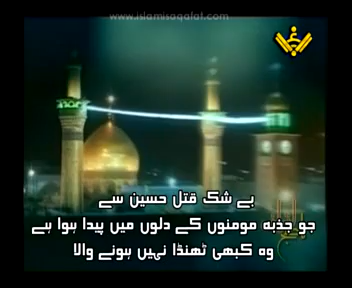 www.islamisaqafat.com
بے شک قتل حسین سے
جو جذبہ مومنوں کے دلوں میں پیدا ہوا ہے
وہ کبھی ٹھنڈا نہیں ہونے والا